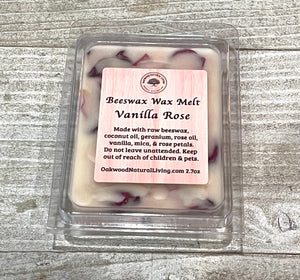 Beeswax Wax Melt
Vanilla Rose
Made with raw beeswax,
coconut oil, geranium, rose oil,
vanilla, mica, & rose petals.
Do not leave unattended. Keep
out of reach of children & pets.
OakwoodNaturalLiving.com 2.7oz